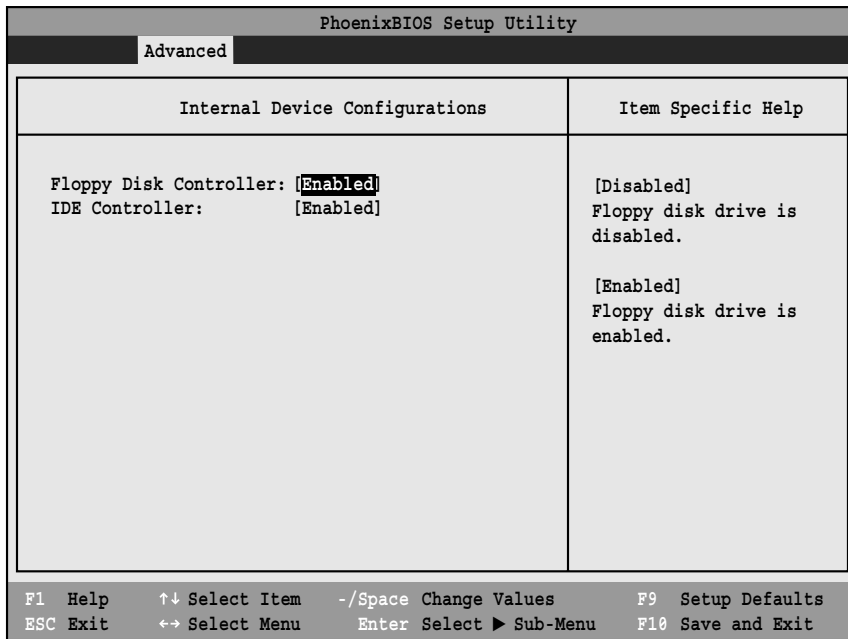 PhoenixBIOS Setup Utility
Advanced
Internal Device Configurations
Item Specific Help
Floppy Disk Controller: [Enabled]
IDE Controller: [Enabled]
[Disabled]
Floppy disk drive is
disabled.
[Enabled]
Floppy disk drive is
enabled.
F1 Help ↑↓ Select Item -/Space Change Values F9 Setup Defaults
ESC Exit ←→ Select Menu Enter Select ▶ Sub-Menu F10 Save and Exit